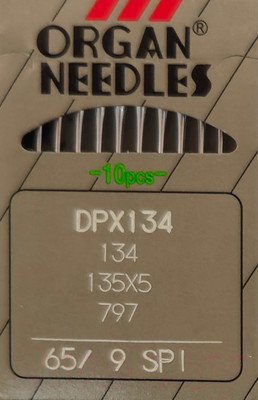 ORGAN®
NEEDLES
-10pcs-
DPX134
134
135X5
797
65/ 9 SPI